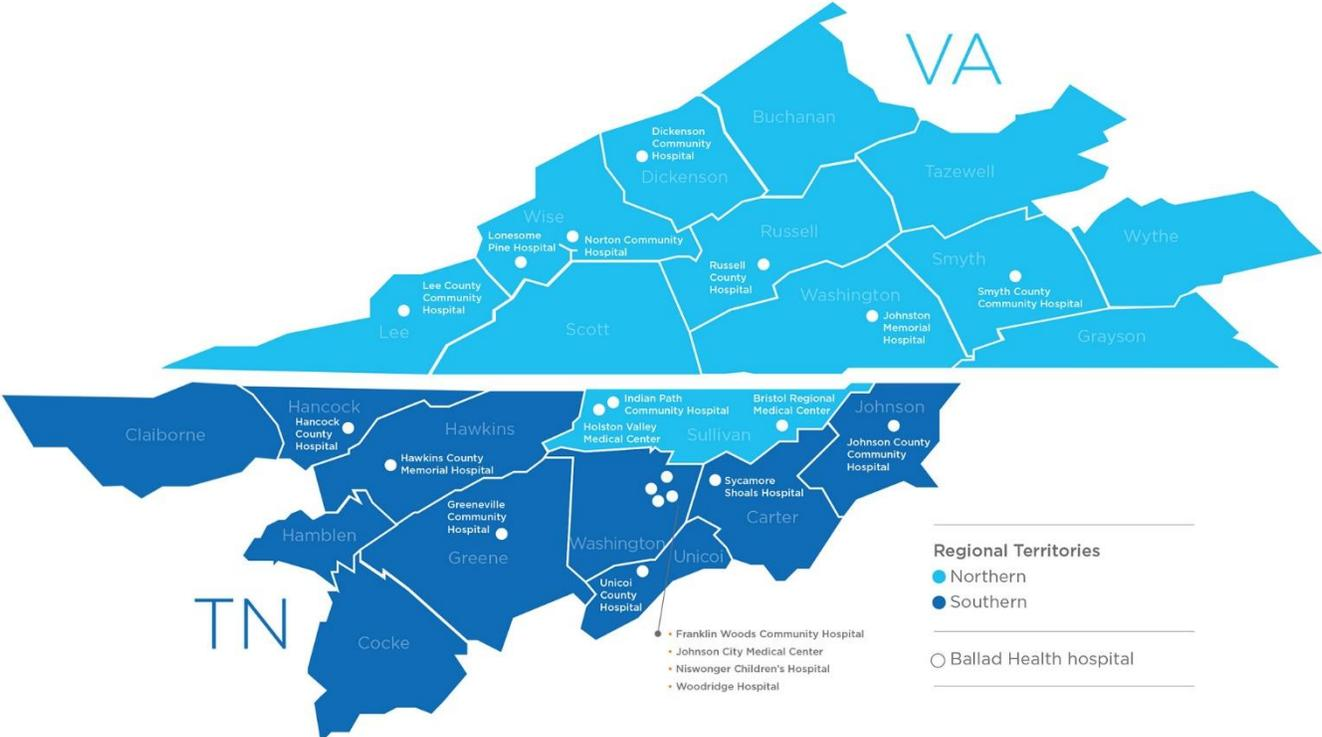 VA
Buchanan
Dickenson
Community
Hospital
Dickenson
Tazewell
Wise
Lonesome
Pine Hospital
Norton Community
Hospital
Russell
Russell
County
Hospital
Wythe
Smyth
Smyth County
Community Hospital
Lee County
Community
Hospital
Lee
Scott
Washington
Johnston
Memorial
Hospital
Grayson
Claiborne
Hancock
Hancock
County
Hospital
Hawkins
Hawkins County
Memorial Hospital
Indian Path
Community Hospital
Holston Valley
Medical Center
Bristol Regional
Medical Center
Sullivan
Johnson
Johnson County
Community
Hospital
Sycamore
Shoals Hospital
Carter
Greeneville
Community
Hospital
Greene
Hamblen
Washington
Unicoi
Unicoi
County
Hospital
TN
Cocke
• Franklin Woods Community Hospital
• Johnson City Medical Center
• Niswonger Children's Hospital
• Woodridge Hospital
Regional Territories
Northern
Southern
Ballad Health hospital